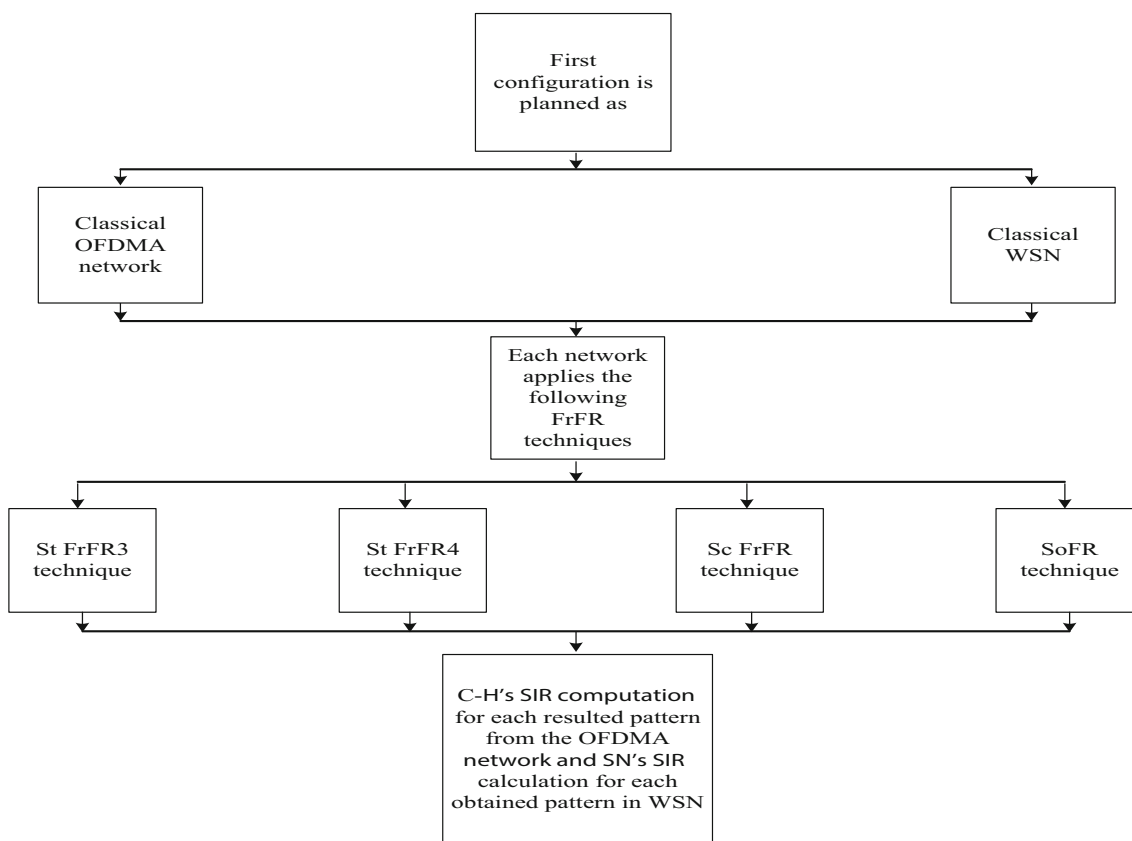 First
configuration is
planned as
Classical
OFDMA
network
Classical
WSN
Each network
applies the
following
FrFR
techniques
St FrFR3
technique
St FrFR4
technique
Sc FrFR
technique
SoFR
technique
C-H's SIR computation
for each resulted pattern
from the OFDMA
network and SN's SIR
calculation for each
obtained pattern in WSN